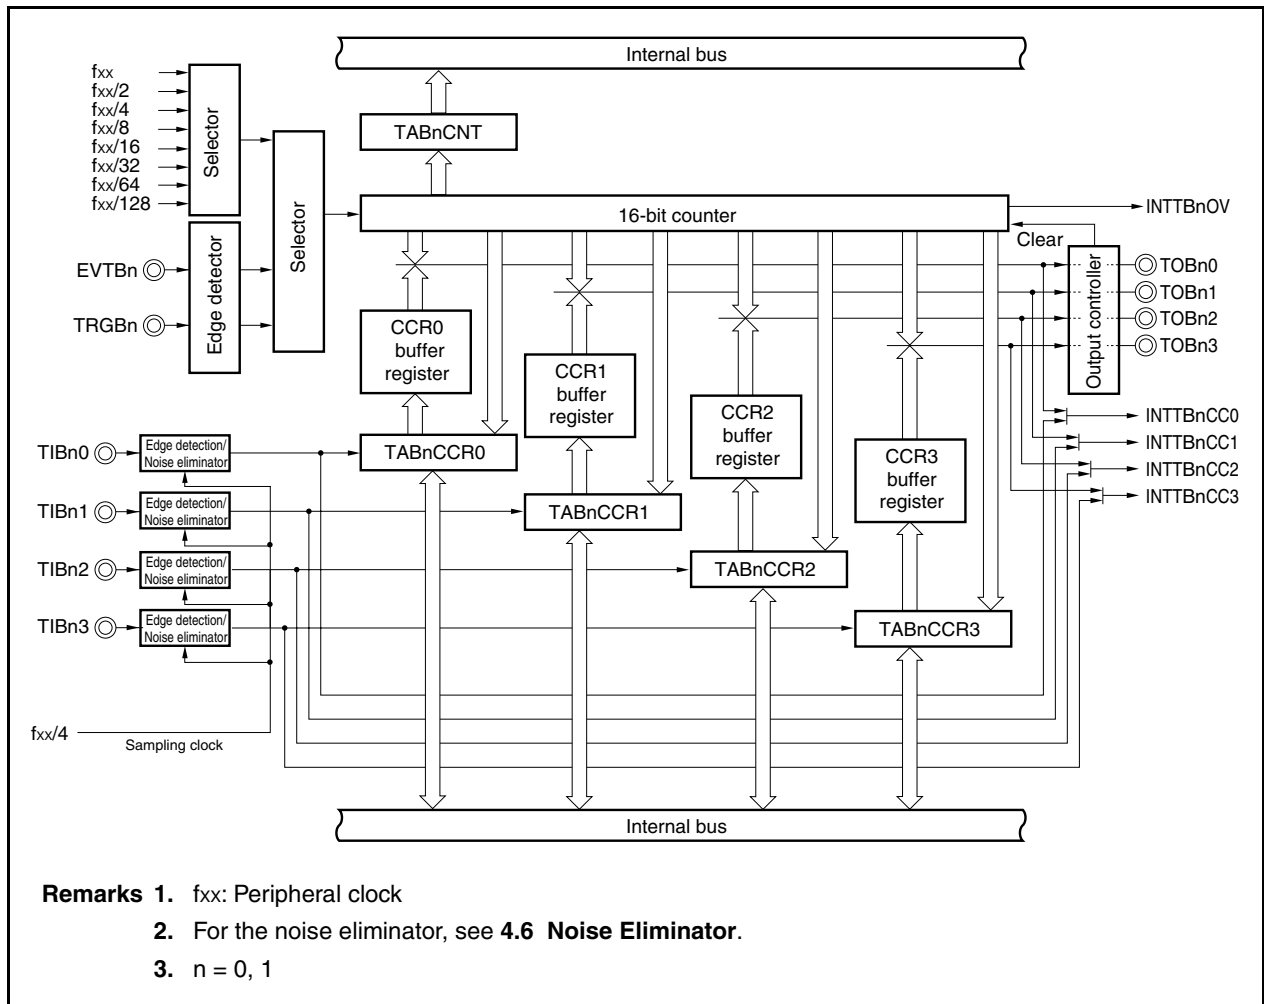 Internal bus
fxx
fxx/2
fxx/4
fxx/8
fxx/16
fxx/32
fxx/64
fxx/128
Selector
Selector
TABnCNT
16-bit counter
INTTBnOV
Clear
EVTBn
TRGBn
Edge detector
Output controller
TOBn0
TOBn1
TOBn2
TOBn3
CCR0
buffer
register
CCR1
buffer
register
CCR2
buffer
register
CCR3
buffer
register
INTTBnCC0
INTTBnCC1
INTTBnCC2
INTTBnCC3
TIBn0
Edge detection/
Noise eliminator
TABnCCR0
TIBn1
Edge detection/
Noise eliminator
TABnCCR1
TIBn2
Edge detection/
Noise eliminator
TABnCCR2
TIBn3
Edge detection/
Noise eliminator
TABnCCR3
fxx/4
Sampling clock
Internal bus
Remarks 1. fxx: Peripheral clock
2. For the noise eliminator, see 4.6 Noise Eliminator.
3. n = 0, 1